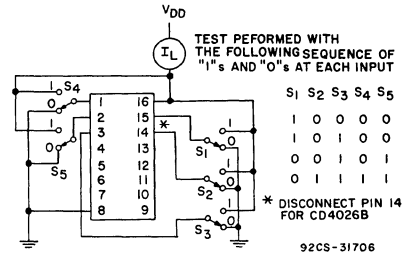 VDD
IL
TEST PEFORMED WITH
THE FOLLOWING SEQUENCE OF
"1"s AND "0"s AT EACH INPUT
S1 S2 S3 S4 S5
1 0 0 0 0
1 0 1 0 0
0 0 1 0 1
0 1 1 1 1
* DISCONNECT PIN 14
FOR CD4026B
92CS-31706
1 S4
0
1
0
S5
1 16
2 15
3 14 *
4 13
5 12
6 11
7 10
8 9
1
S1 0
1
S2 0
1
S3 0